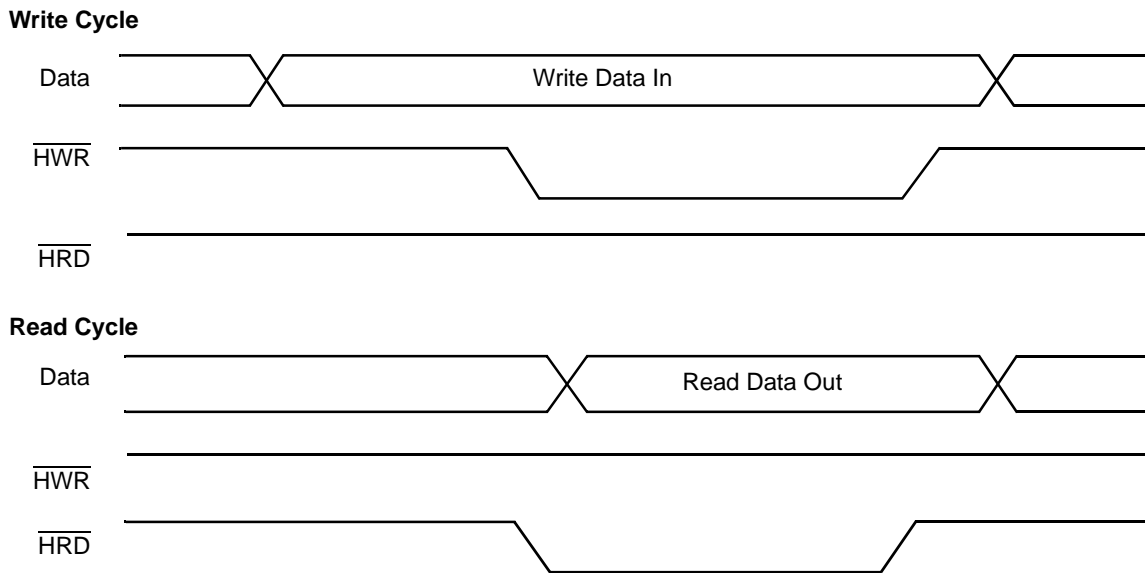 Write Cycle
Data Write Data In
HWR
HRD
Read Cycle
Data Read Data Out
HWR
HRD